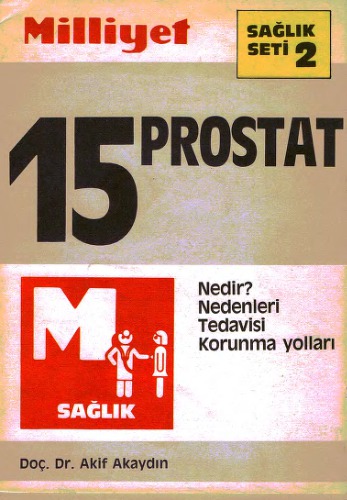 Milliyet
SAĞLIK
SETİ 2
15 PROSTAT
Nedir?
Nedenleri
Tedavisi
Korunma yolları
M
SAĞLIK
Doç. Dr. Akif Akaydın